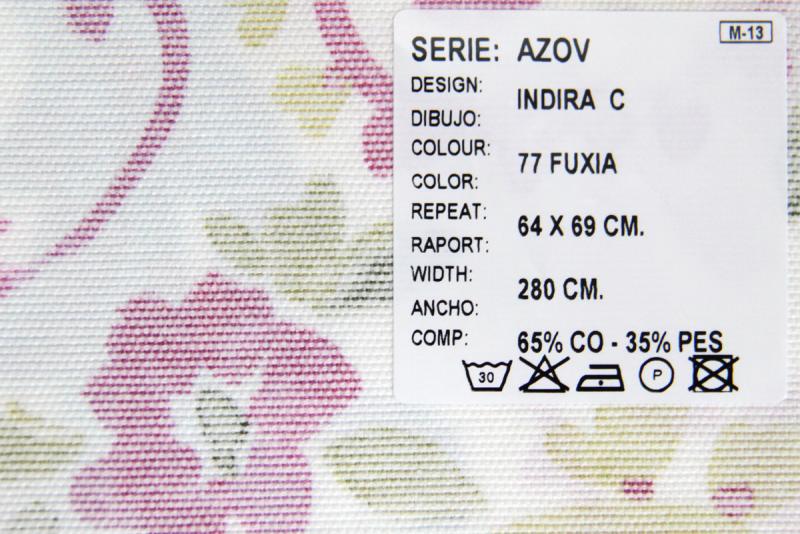 M-13
SERIE: AZOV
DESIGN:
DIBUJO: INDIRA C
COLOUR:
COLOR: 77 FUXIA
REPEAT:
RAPORT: 64 X 69 CM.
WIDTH:
ANCHO: 280 CM.
COMP: 65% CO - 35% PES
30 P